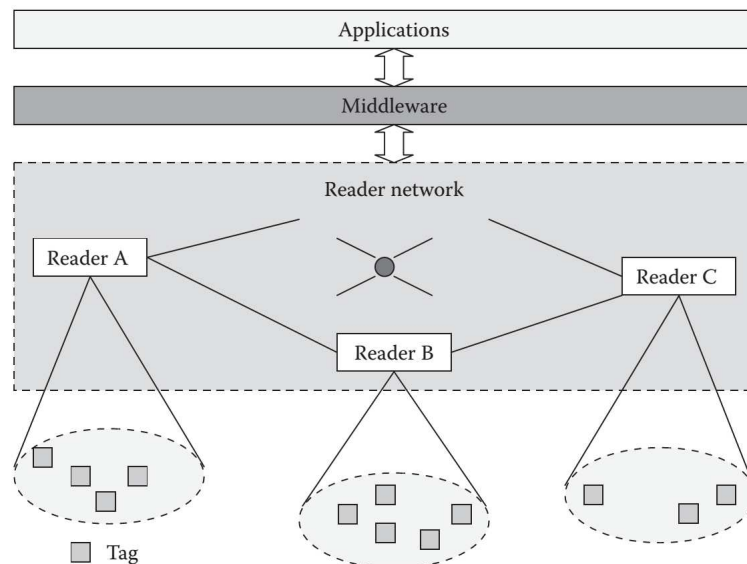 Applications
Middleware
Reader network
Reader A
Reader C
Reader B
Tag